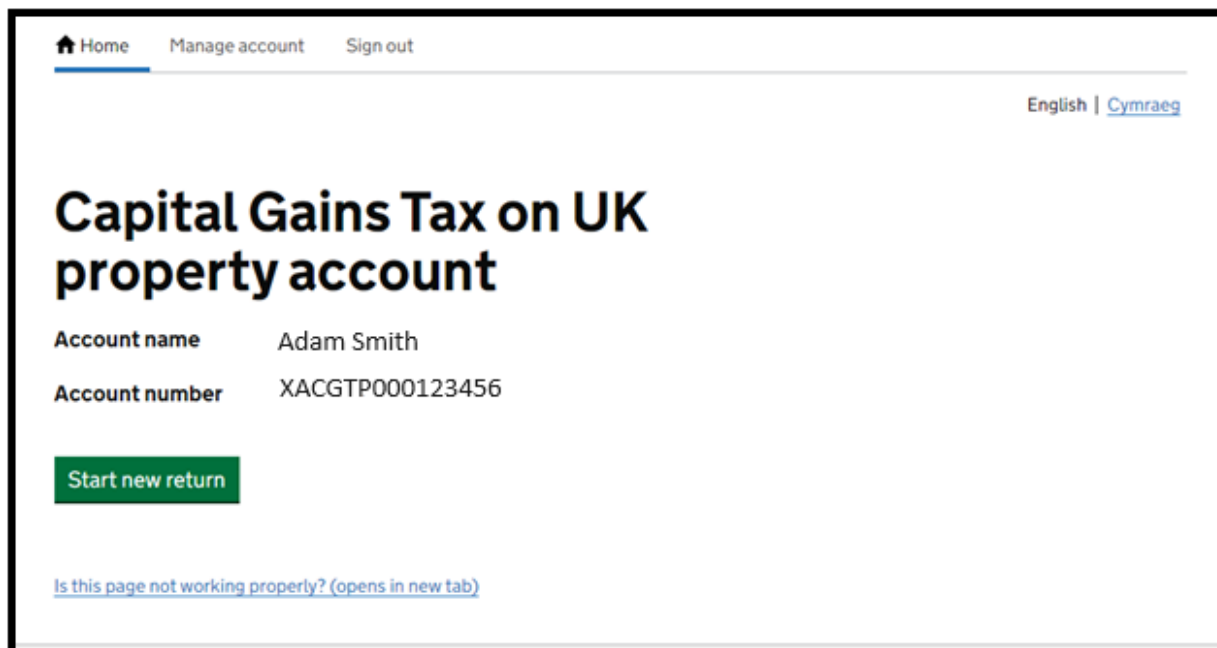 Home Manage account Sign out
English | Cymraeg
Capital Gains Tax on UK
property account
Account name Adam Smith
Account number XACGTP000123456
Start new return
Is this page not working properly? (opens in new tab)